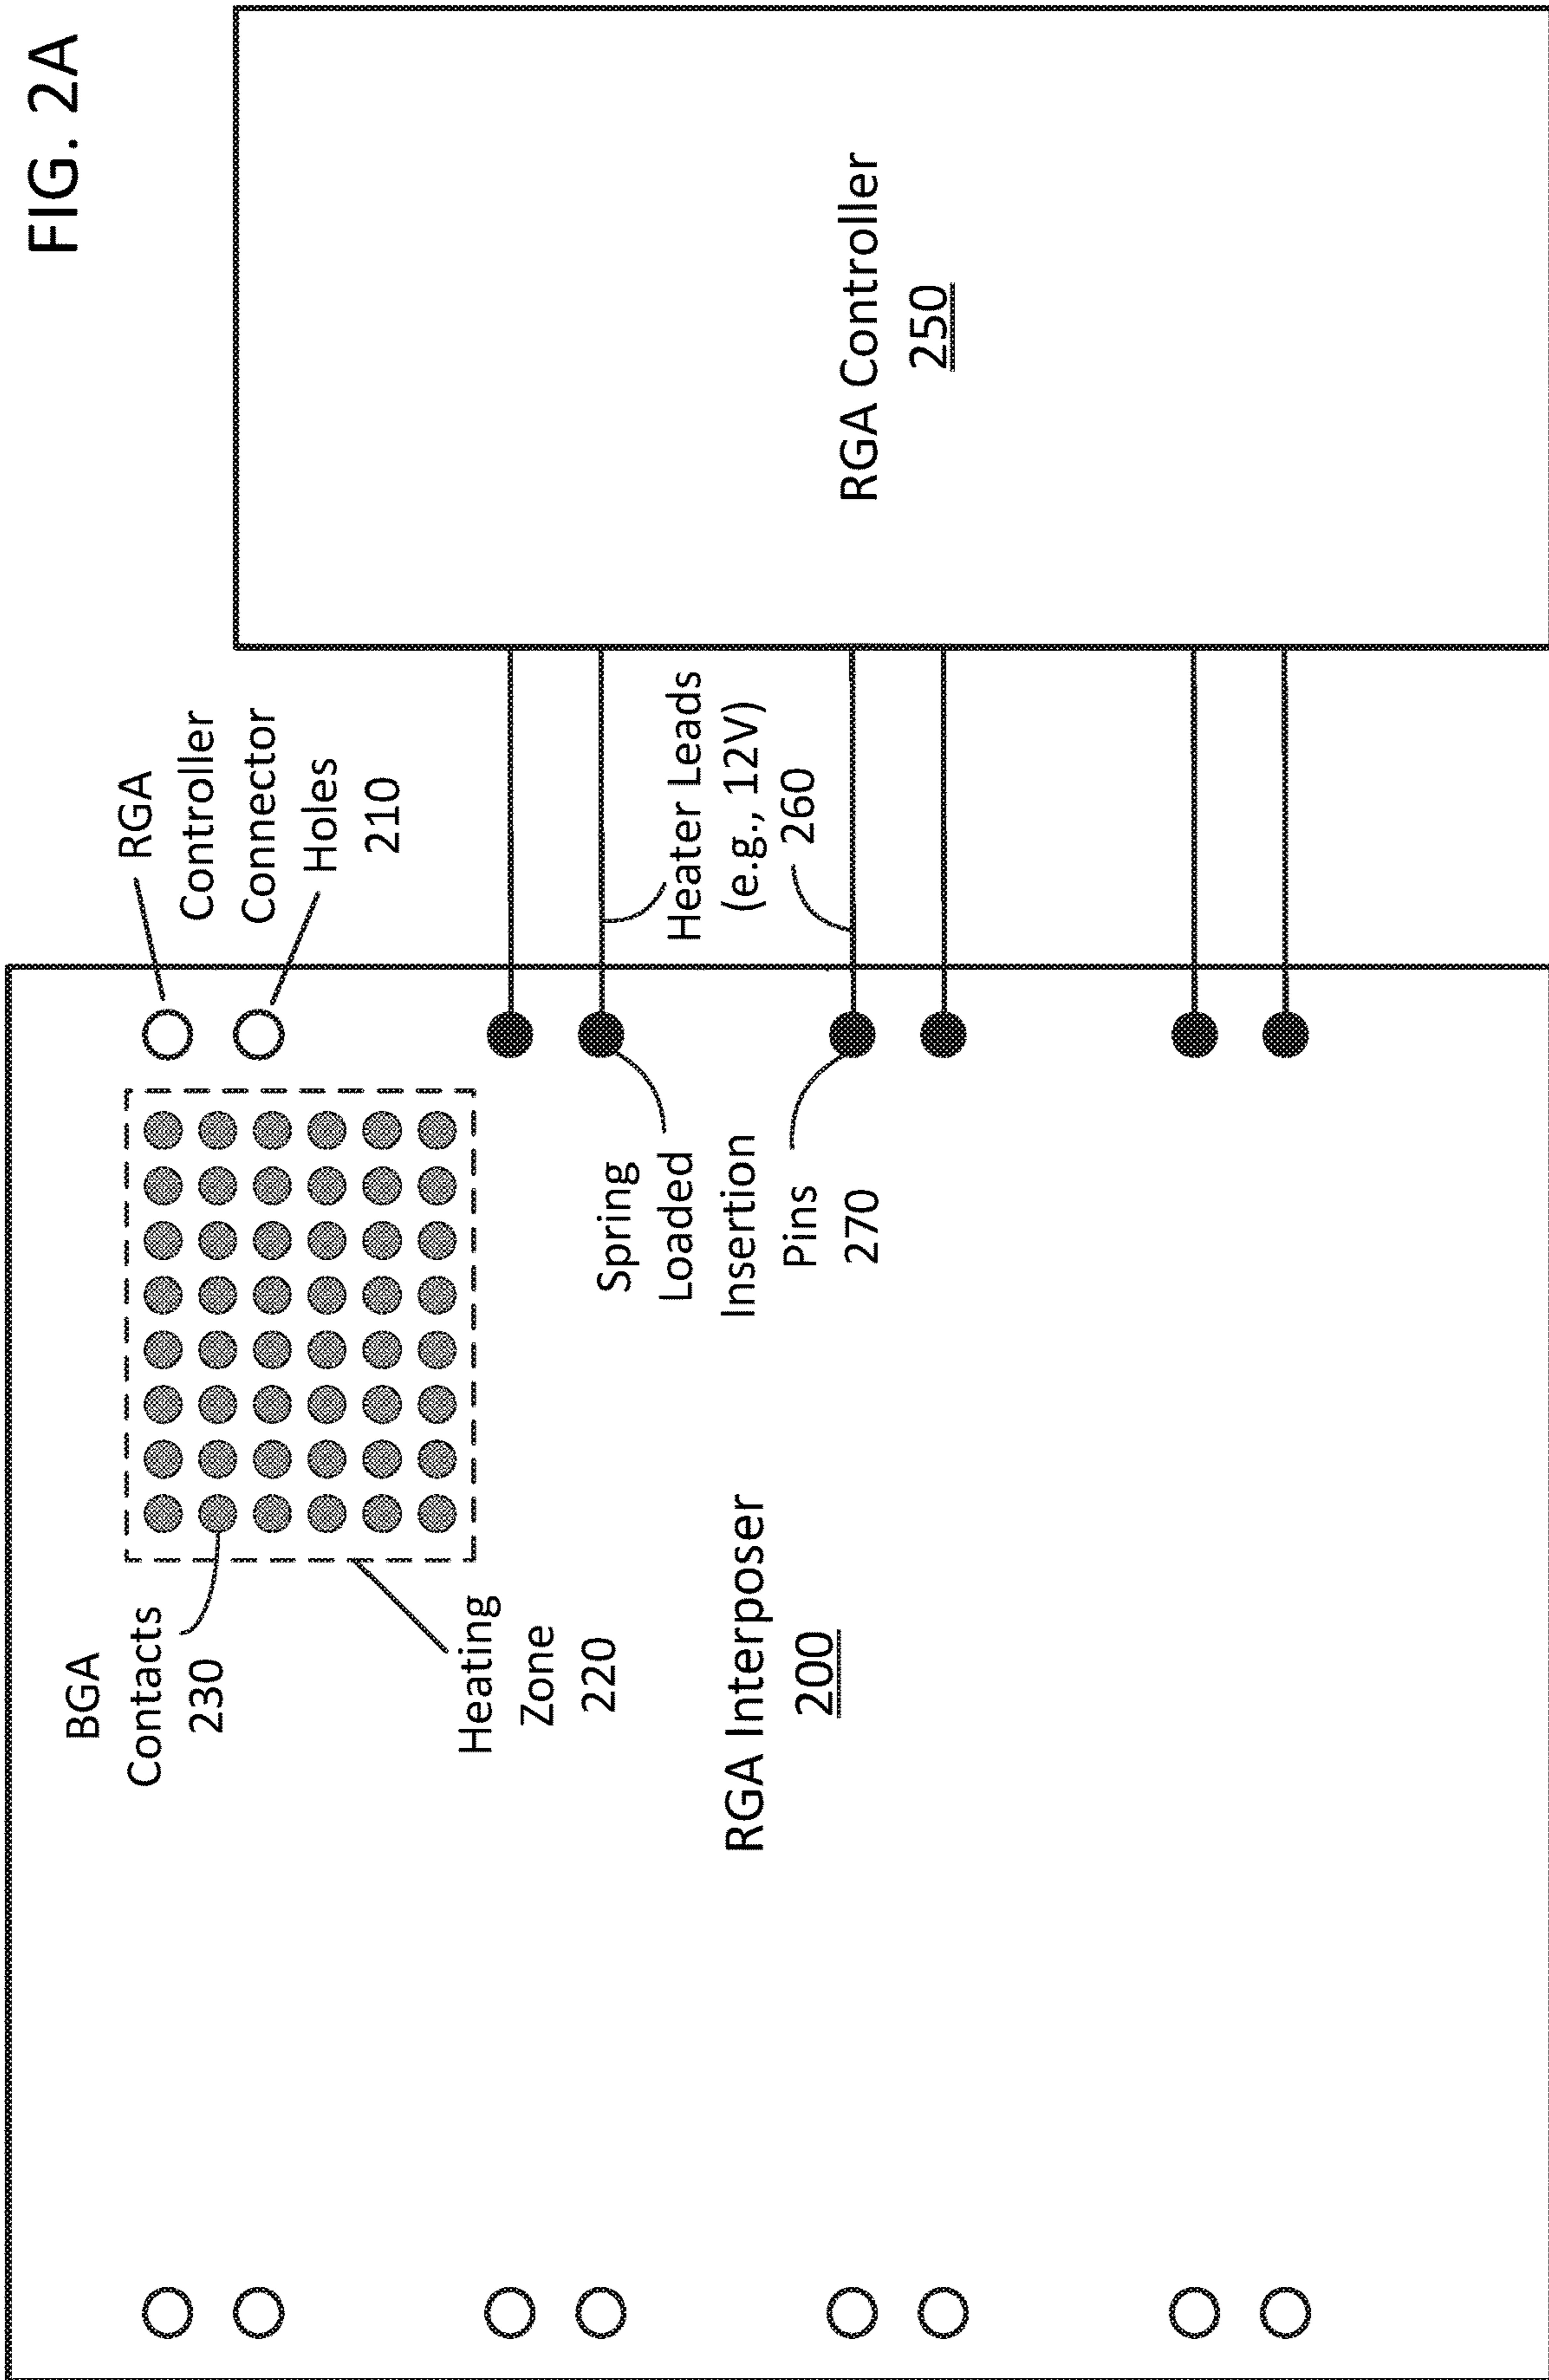 FIG. 2A
RGA
Controller
Connector
Holes
210
BGA
Contacts
230
Heating
Zone
220
Heater Leads
(e.g., 12V)
260
Spring
Loaded
Insertion
Pins
270
RGA Interposer
200
RGA Controller
250